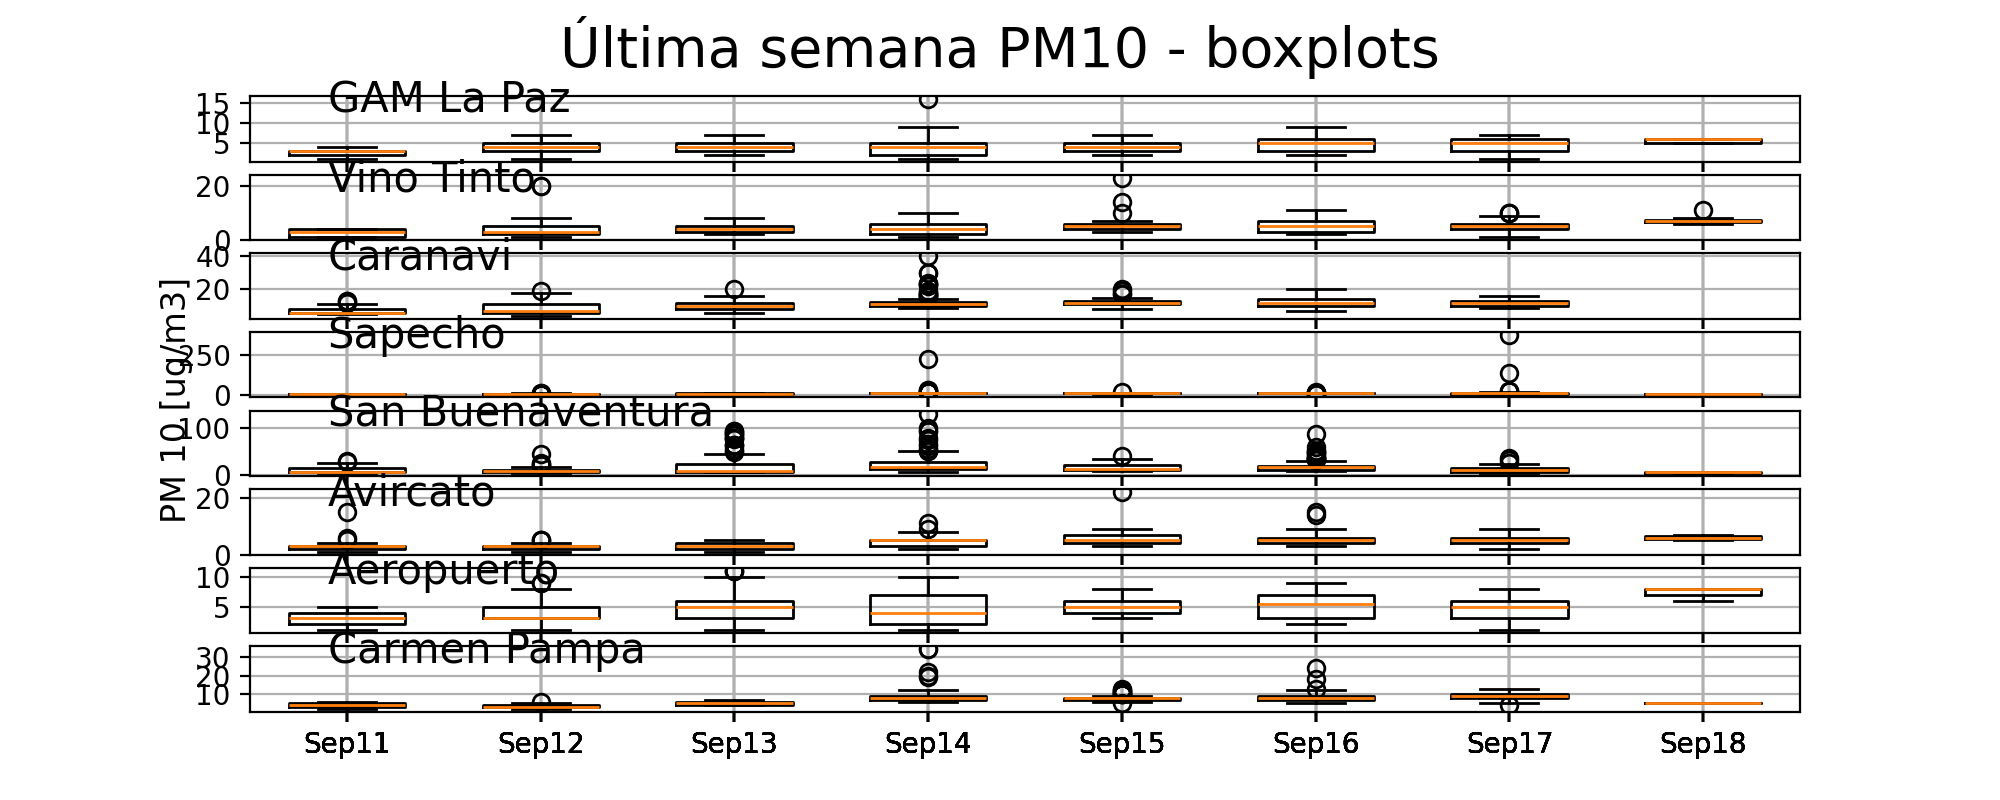 Última semana PM10 - boxplots
GAM La Paz
15
10
5
Vino Tinto
20
0
Caranavi
40
20
Sapecho
250
0
San Buenaventura
100
0
Avircato
20
0
Aeropuerto
10
5
Carmen Pampa
30
20
10
PM 10 [ug/m3]
Sep11 Sep12 Sep13 Sep14 Sep15 Sep16 Sep17 Sep18